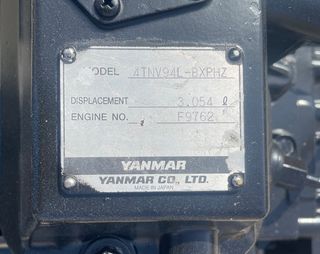 MODEL 4TNV94L-BXPHZ
DISPLACEMENT 3.054 ℓ
ENGINE NO. F9762
YANMAR
YANMAR CO., LTD.
MADE IN JAPAN